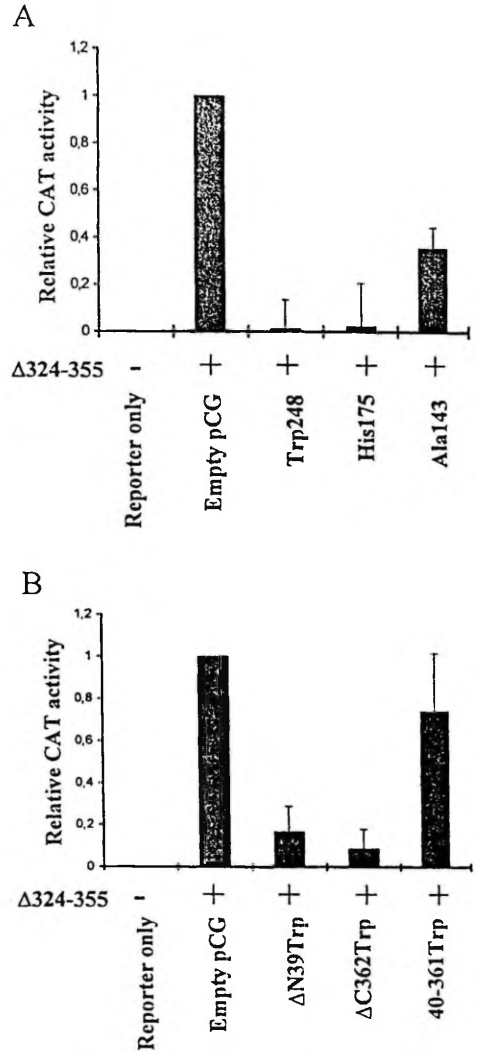 A
Relative CAT activity
1,2
1
0,8
0,6
0,4
0,2
0
Δ324-355 - + + + +
Reporter only
Empty pCG
Trp248
His175
Ala143
B
Relative CAT activity
1,2
1
0,8
0,6
0,4
0,2
0
Δ324-355 - + + + +
Reporter only
Empty pCG
ΔN39Trp
ΔC362Trp
40-361Trp